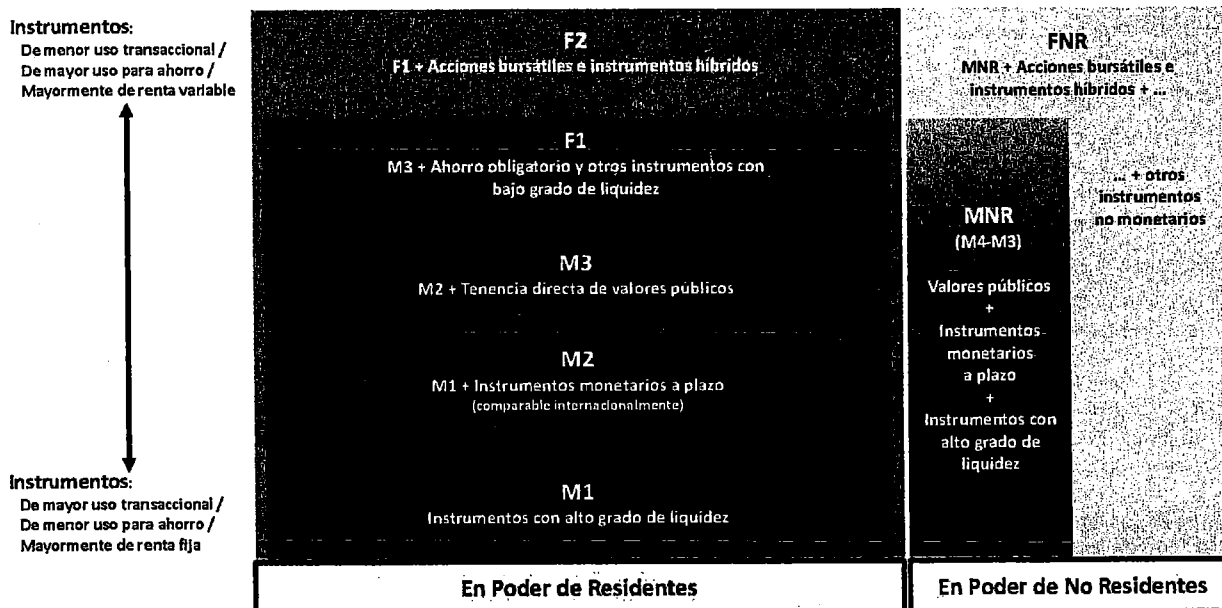 Instrumentos:
De menor uso transaccional /
De mayor uso para ahorro /
Mayormente de renta variable
F2
F1 + Acciones bursátiles e instrumentos híbridos
FNR
MNR + Acciones bursátiles e
instrumentos híbridos + ...
F1
M3 + Ahorro obligatorio y otros instrumentos con
bajo grado de liquidez
... + otros
instrumentos
no monetarios
MNR
(M4-M3)
M3
M2 + Tenencia directa de valores públicos
Valores públicos
+
Instrumentos
monetarios
a plazo
+
Instrumentos con
alto grado de
liquidez
M2
M1 + Instrumentos monetarios a plazo
(comparable internacionalmente)
M1
Instrumentos con alto grado de liquidez
Instrumentos:
De mayor uso transaccional /
De menor uso para ahorro /
Mayormente de renta fija
En Poder de Residentes
En Poder de No Residentes